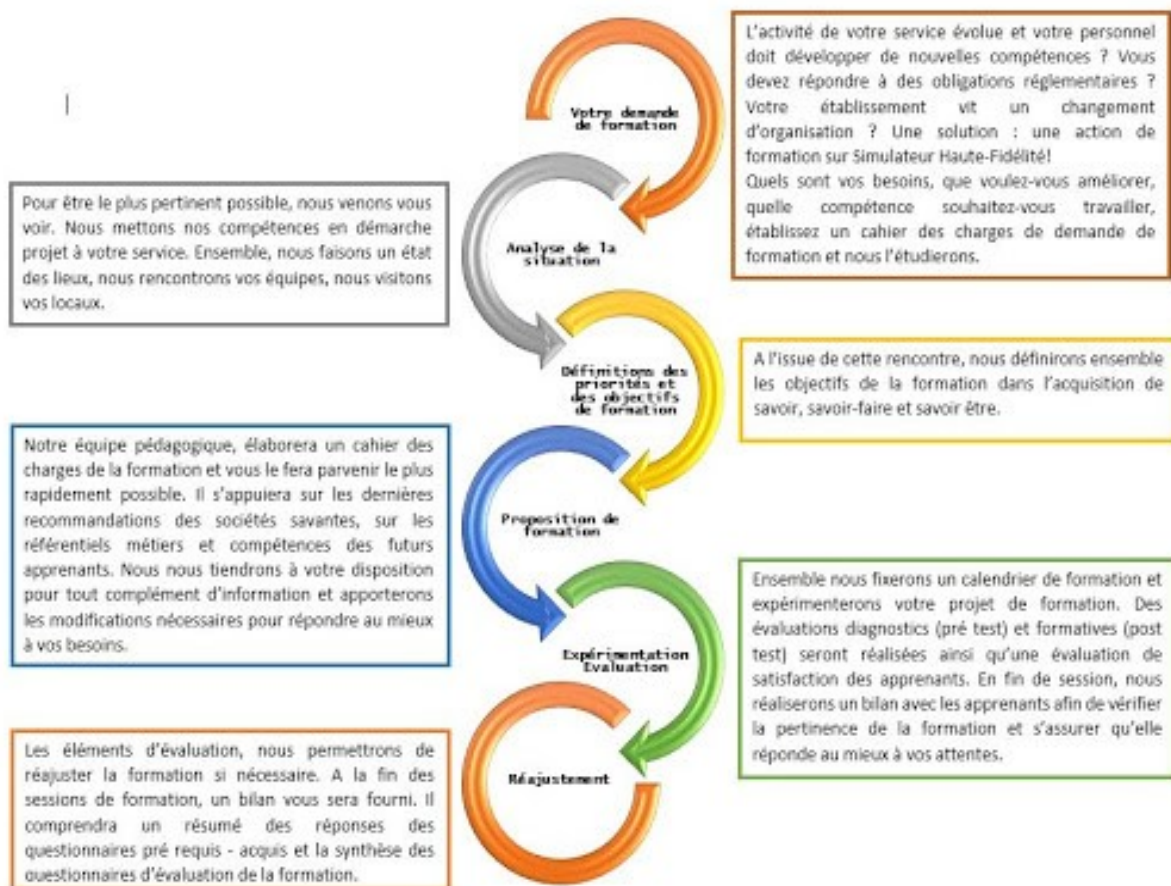 Votre demande
de formation
L'activité de votre service évolue et votre personnel
doit développer de nouvelles compétences ? Vous
devez répondre à des obligations réglementaires ?
Votre établissement vit un changement
d'organisation ? Une solution : une action de
formation sur Simulateur Haute-Fidélité!
Quels sont vos besoins, que voulez-vous améliorer,
quelle compétence souhaitez-vous travailler,
établissez un cahier des charges de demande de
formation et nous l'étudierons.
Analyse de la
situation
Pour être le plus pertinent possible, nous venons vous
voir. Nous mettons nos compétences en démarche
projet à votre service. Ensemble, nous faisons un état
des lieux, nous rencontrons vos équipes, nous visitons
vos locaux.
Définitions des
priorités et
des objectifs
de formation
A l'issue de cette rencontre, nous définirons ensemble
les objectifs de la formation dans l'acquisition de
savoir, savoir-faire et savoir être.
Proposition de
formation
Notre équipe pédagogique, élaborera un cahier des
charges de la formation et vous le fera parvenir le plus
rapidement possible. Il s'appuiera sur les dernières
recommandations des sociétés savantes, sur les
référentiels métiers et compétences des futurs
apprenants. Nous nous tiendrons à votre disposition
pour tout complément d'information et apporterons
les modifications nécessaires pour répondre au mieux
à vos besoins.
Expérimentation
Evaluation
Ensemble nous fixerons un calendrier de formation et
expérimenterons votre projet de formation. Des
évaluations diagnostics (pré test) et formatives (post
test) seront réalisées ainsi qu'une évaluation de
satisfaction des apprenants. En fin de session, nous
réaliserons un bilan avec les apprenants afin de vérifier
la pertinence de la formation et s'assurer qu'elle
réponde au mieux à vos attentes.
Réajustement
Les éléments d'évaluation, nous permettrons de
réajuster la formation si nécessaire. A la fin des
sessions de formation, un bilan vous sera fourni. Il
comprendra un résumé des réponses des
questionnaires pré requis - acquis et la synthèse des
questionnaires d'évaluation de la formation.